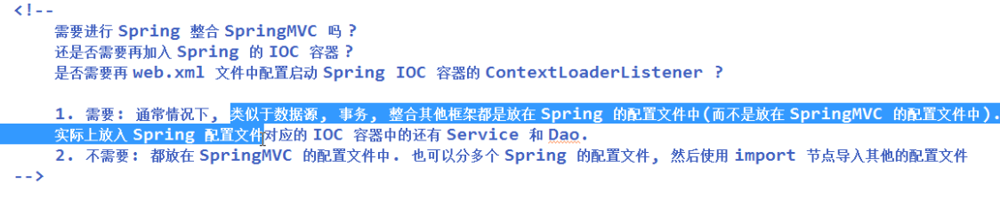 <!--
需要进行 Spring 整合 SpringMVC 吗 ?
还是否需要再加入 Spring 的 IOC 容器 ?
是否需要再 web.xml 文件中配置启动 Spring IOC 容器的 ContextLoaderListener ?
1. 需要: 通常情况下, 类似于数据源, 事务, 整合其他框架都是放在 Spring 的配置文件中(而不是放在 SpringMVC 的配置文件中).
实际上放入 Spring 配置文件对应的 IOC 容器中的还有 Service 和 Dao.
2. 不需要: 都放在 SpringMVC 的配置文件中. 也可以分多个 Spring 的配置文件, 然后使用 import 节点导入其他的配置文件
-->